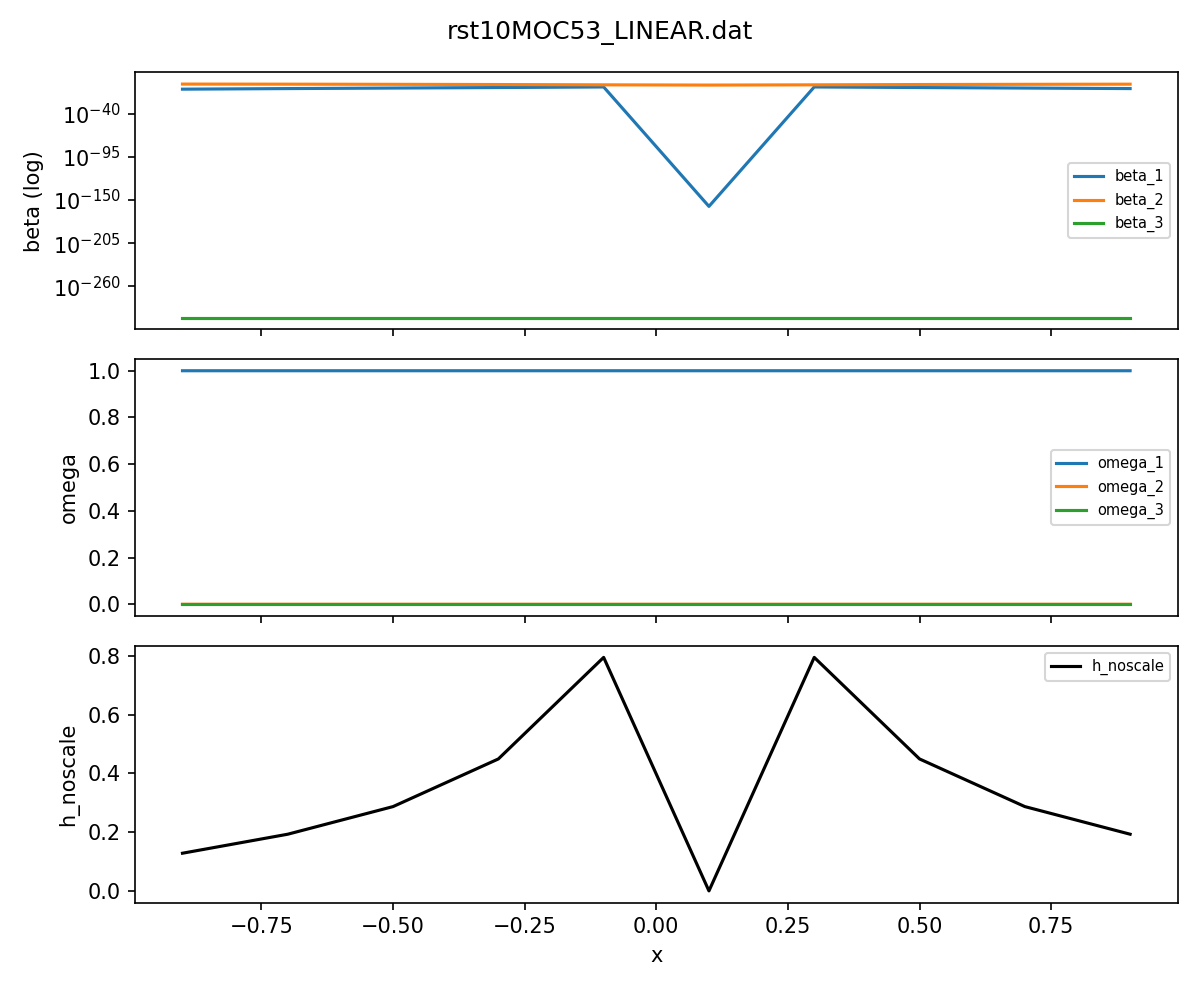 rst10MOC53_LINEAR.dat
beta (log)
10⁻⁴⁰
10⁻⁹⁵
10⁻¹⁵⁰
10⁻²⁰⁵
10⁻²⁶⁰
beta_1
beta_2
beta_3
omega
1.0
0.8
0.6
0.4
0.2
0.0
omega_1
omega_2
omega_3
h_noscale
0.8
0.6
0.4
0.2
0.0
h_noscale
−0.75 −0.50 −0.25 0.00 0.25 0.50 0.75
x